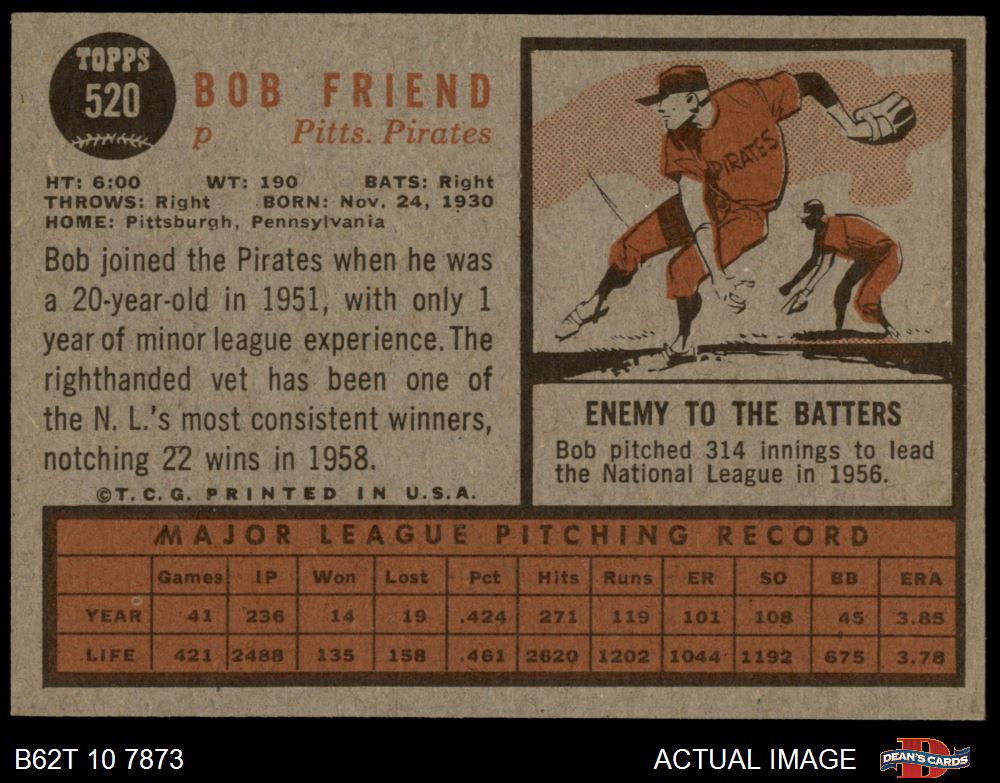 TOPPS
520
BOB FRIEND
p Pitts. Pirates
HT: 6:00 WT: 190 BATS: Right
THROWS: Right BORN: Nov. 24, 1930
HOME: Pittsburgh, Pennsylvania
Bob joined the Pirates when he was
a 20-year-old in 1951, with only 1
year of minor league experience. The
righthanded vet has been one of
the N. L.'s most consistent winners,
notching 22 wins in 1958.
©T.C.G. PRINTED IN U.S.A.
PIRATES
ENEMY TO THE BATTERS
Bob pitched 314 innings to lead
the National League in 1956.
MAJOR LEAGUE PITCHING RECORD
Games IP Won Lost Pct Hits Runs ER SO BB ERA
YEAR 41 236 14 19 .424 271 119 101 108 45 3.85
LIFE 421 2488 135 158 .461 2620 1202 1044 1192 675 3.78
B62T 10 7873 ACTUAL IMAGE DEAN'S CARDS